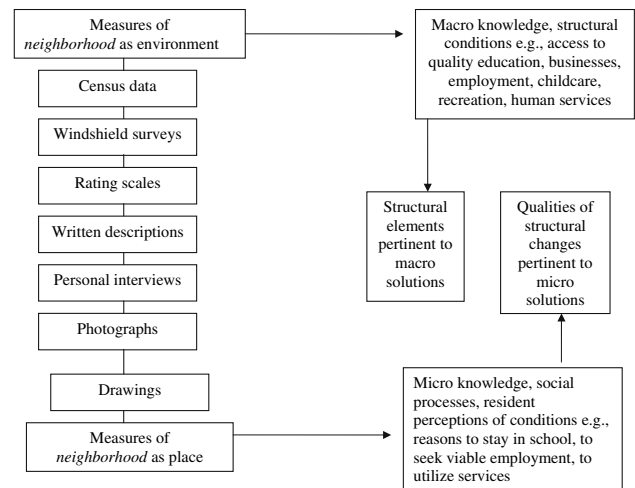 Measures of
neighborhood as environment
Census data
Windshield surveys
Rating scales
Written descriptions
Personal interviews
Photographs
Drawings
Measures of
neighborhood as place
Macro knowledge, structural
conditions e.g., access to
quality education, businesses,
employment, childcare,
recreation, human services
Structural
elements
pertinent to
macro
solutions
Qualities of
structural
changes
pertinent to
micro
solutions
Micro knowledge, social
processes, resident
perceptions of conditions e.g.,
reasons to stay in school, to
seek viable employment, to
utilize services